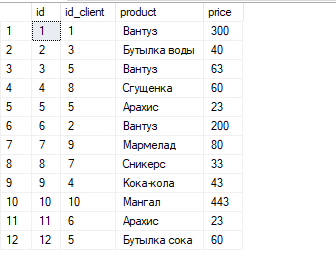 id id_client product price
1 1 1 Вантуз 300
2 2 3 Бутылка воды 40
3 3 5 Вантуз 63
4 4 8 Сгущенка 60
5 5 5 Арахис 23
6 6 2 Вантуз 200
7 7 9 Мармелад 80
8 8 7 Сникерс 33
9 9 4 Кока-кола 43
10 10 10 Мангал 443
11 11 6 Арахис 23
12 12 5 Бутылка сока 60